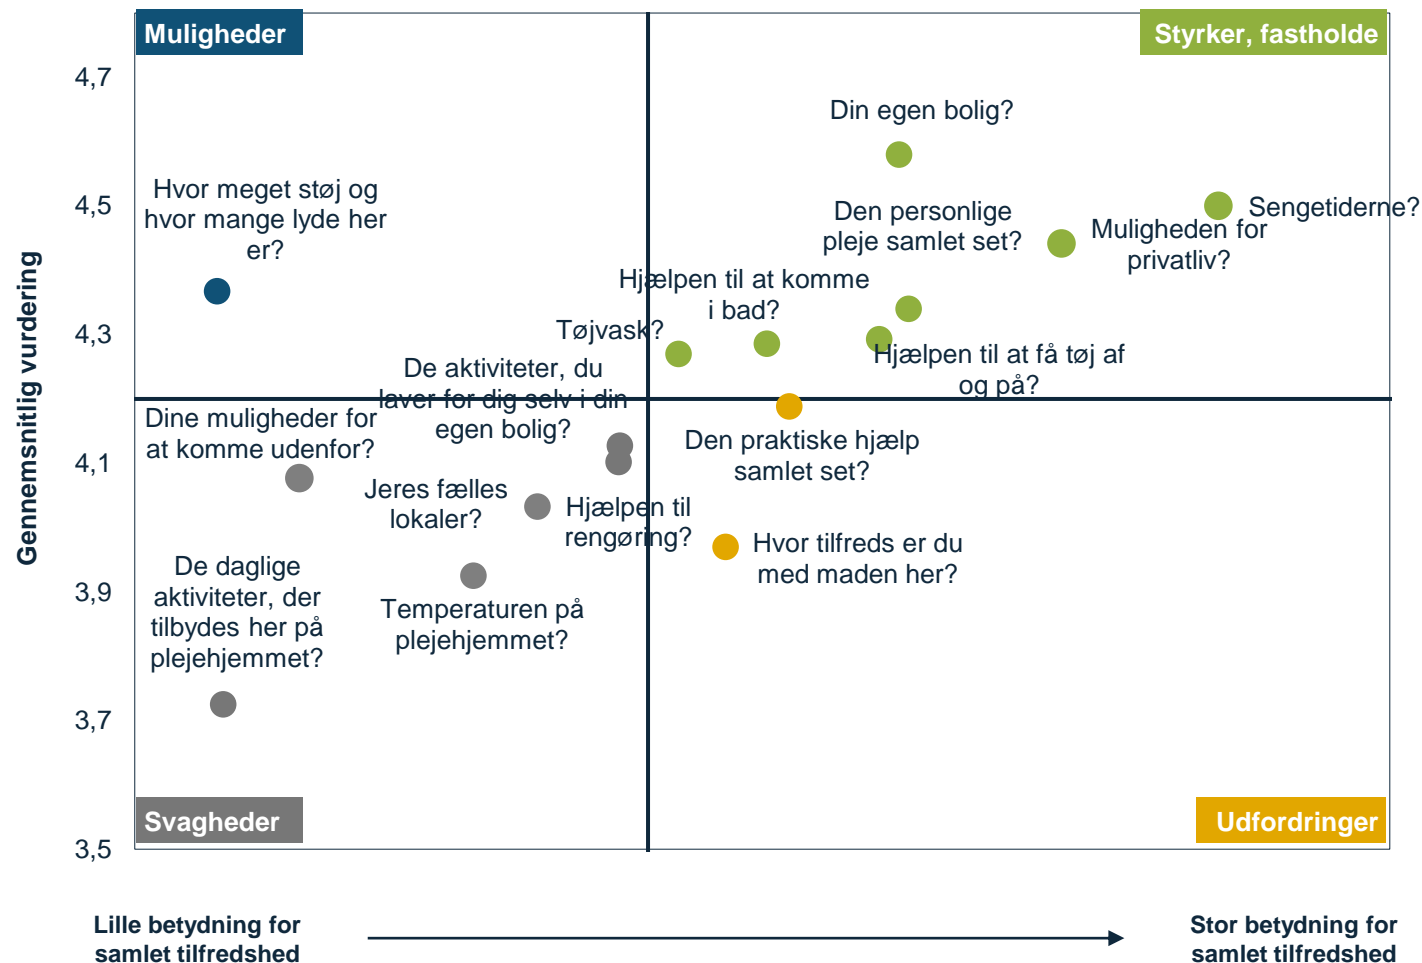 Muligheder
Styrker, fastholde
4,7
Din egen bolig?
Hvor meget støj og
hvor mange lyde her
er?
4,5
Den personlige
pleje samlet set?
Sengetiderne?
Muligheden for
privatliv?
Gennemsnitlig vurdering
Hjælpen til at komme
i bad?
4,3
Tøjvask?
Hjælpen til at få tøj af
og på?
De aktiviteter, du
laver for dig selv i din
egen bolig?
Dine muligheder for
at komme udenfor?
Den praktiske hjælp
samlet set?
4,1
Jeres fælles
lokaler?
Hjælpen til
rengøring?
Hvor tilfreds er du
med maden her?
De daglige
aktiviteter, der
tilbydes her på
plejehjemmet?
3,9
Temperaturen på
plejehjemmet?
3,7
Svagheder
Udfordringer
3,5
Lille betydning for
samlet tilfredshed
Stor betydning for
samlet tilfredshed